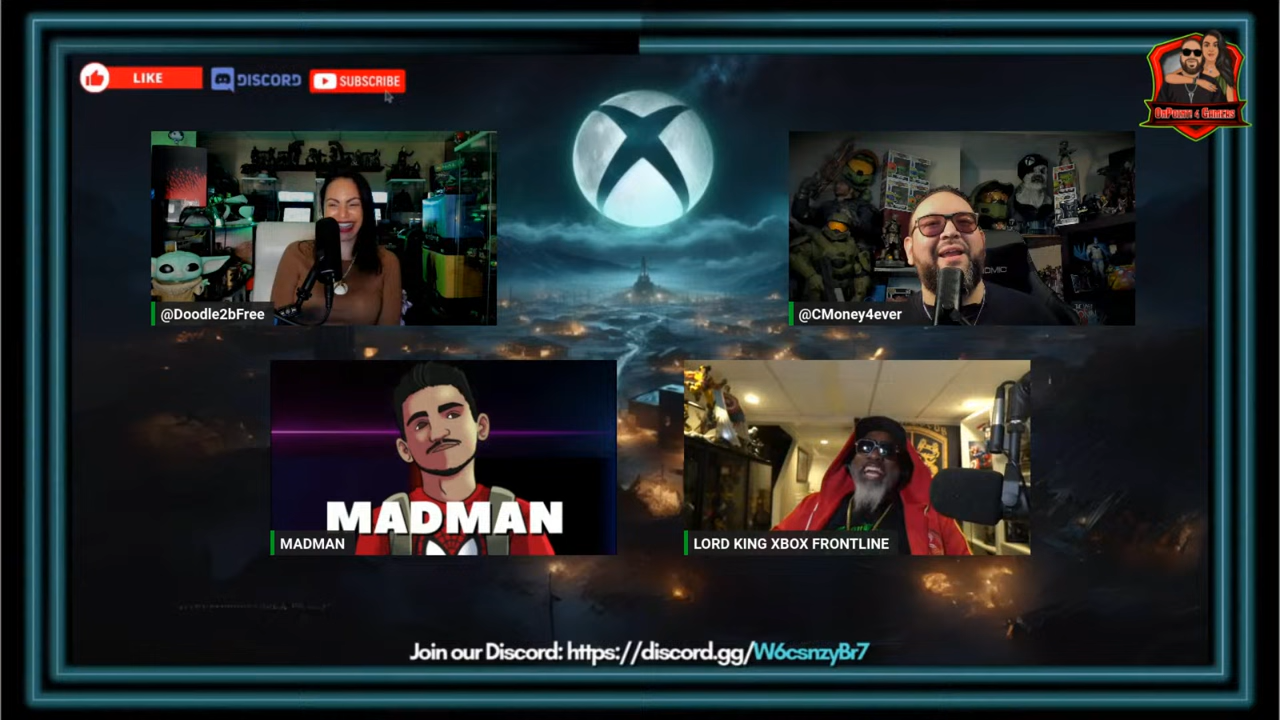 LIKE
DISCORD
SUBSCRIBE
@Doodle2bFree
@CMoney4ever
MADMAN
MADMAN
LORD KING XBOX FRONTLINE
Join our Discord: https://discord.gg/W6csnzyBr7